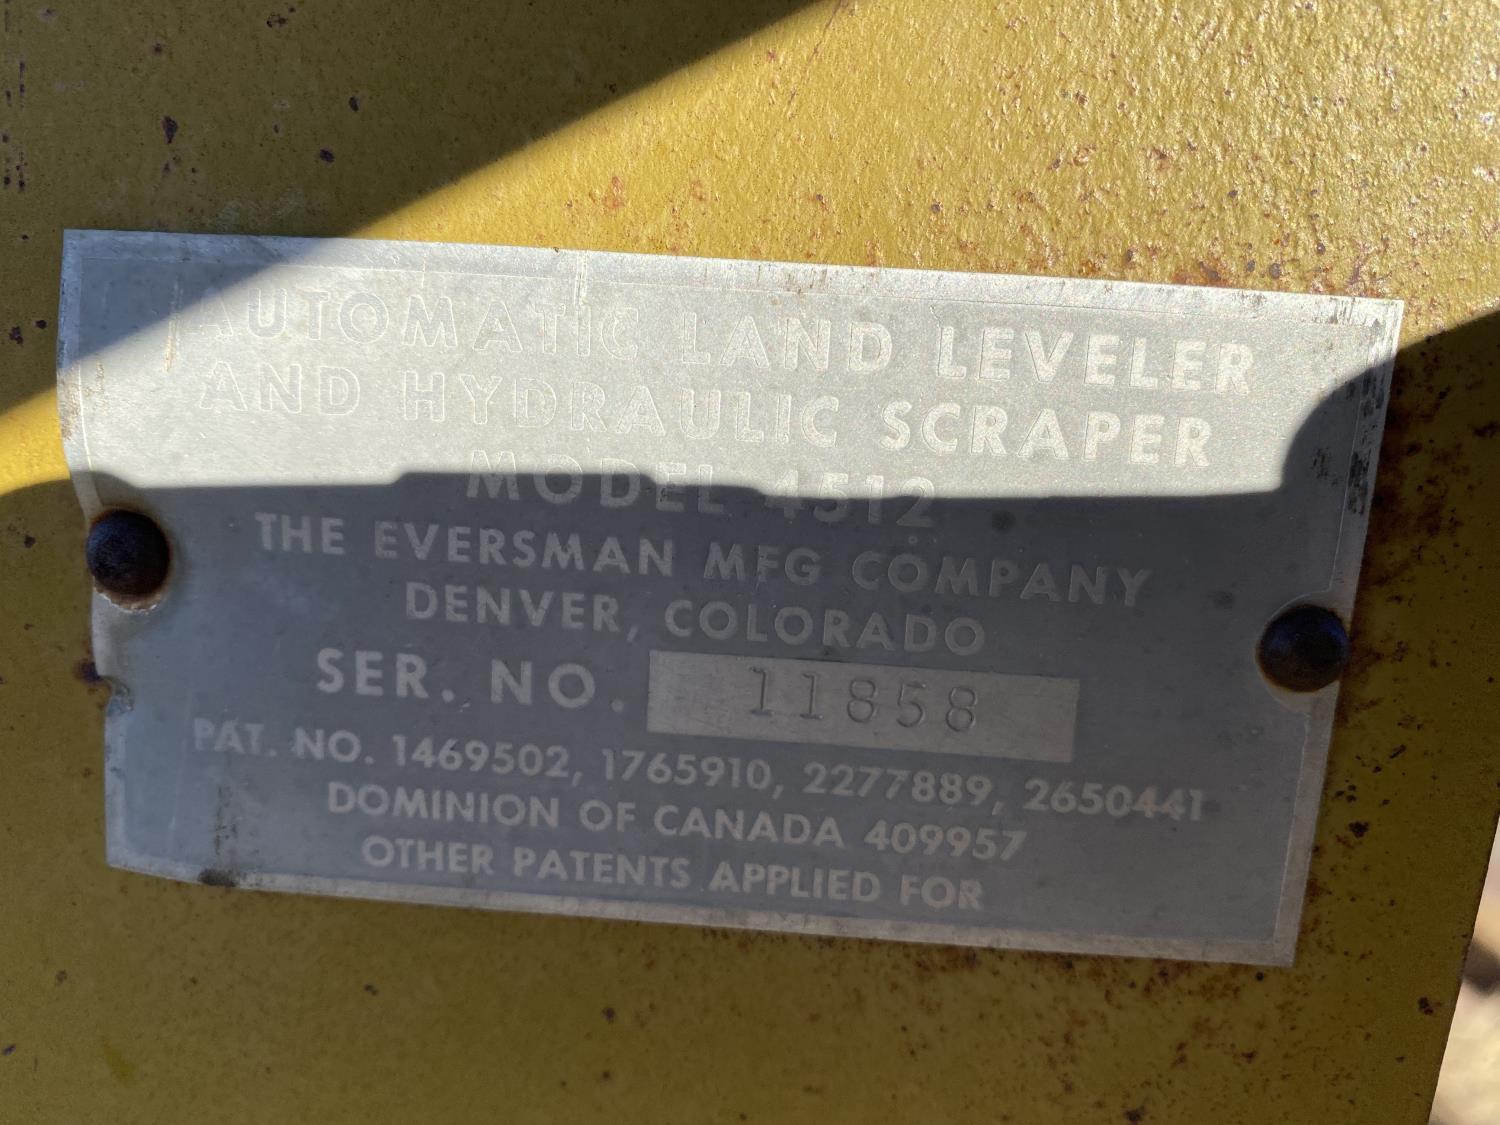 AUTOMATIC LAND LEVELER
AND HYDRAULIC SCRAPER
MODEL 4512
THE EVERSMAN MFG COMPANY
DENVER, COLORADO
SER. NO. 11858
PAT. NO. 1469502, 1765910, 2277889, 2650441
DOMINION OF CANADA 409957
OTHER PATENTS APPLIED FOR